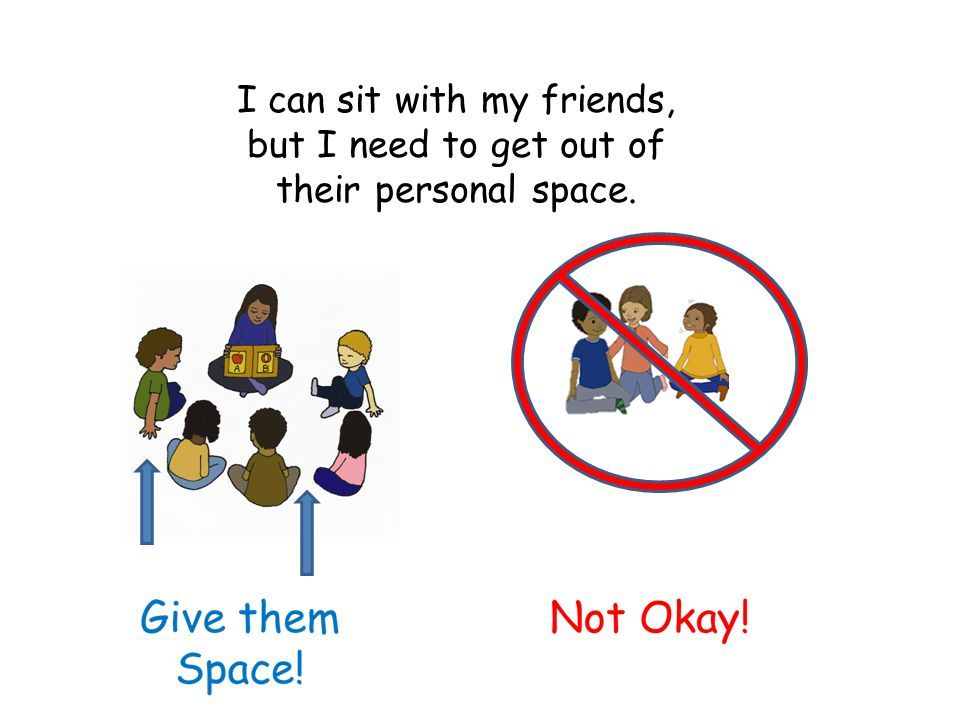 I can sit with my friends,
but I need to get out of
their personal space.
A
B
Give them
Space!
Not Okay!